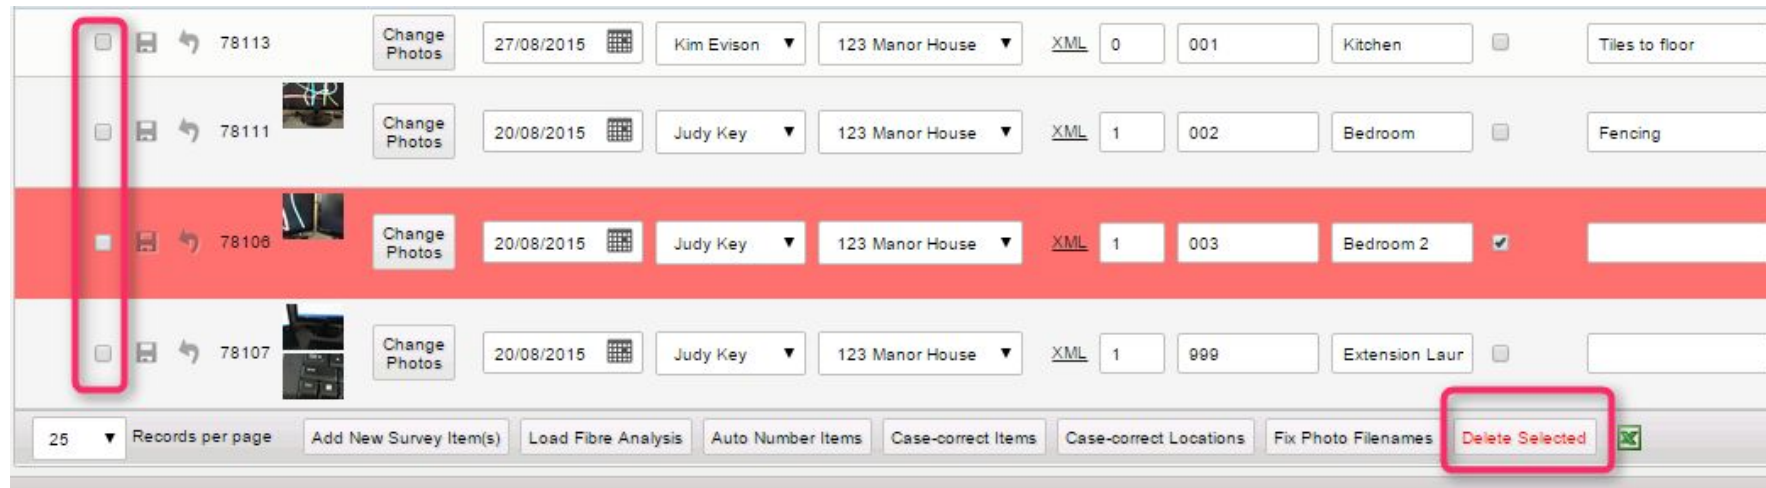 78113 Change Photos 27/08/2015 Kim Evison 123 Manor House XML 0 001 Kitchen Tiles to floor
78111 Change Photos 20/08/2015 Judy Key 123 Manor House XML 1 002 Bedroom Fencing
78106 Change Photos 20/08/2015 Judy Key 123 Manor House XML 1 003 Bedroom 2
78107 Change Photos 20/08/2015 Judy Key 123 Manor House XML 1 999 Extension Laur
25 Records per page Add New Survey Item(s) Load Fibre Analysis Auto Number Items Case-correct Items Case-correct Locations Fix Photo Filenames Delete Selected